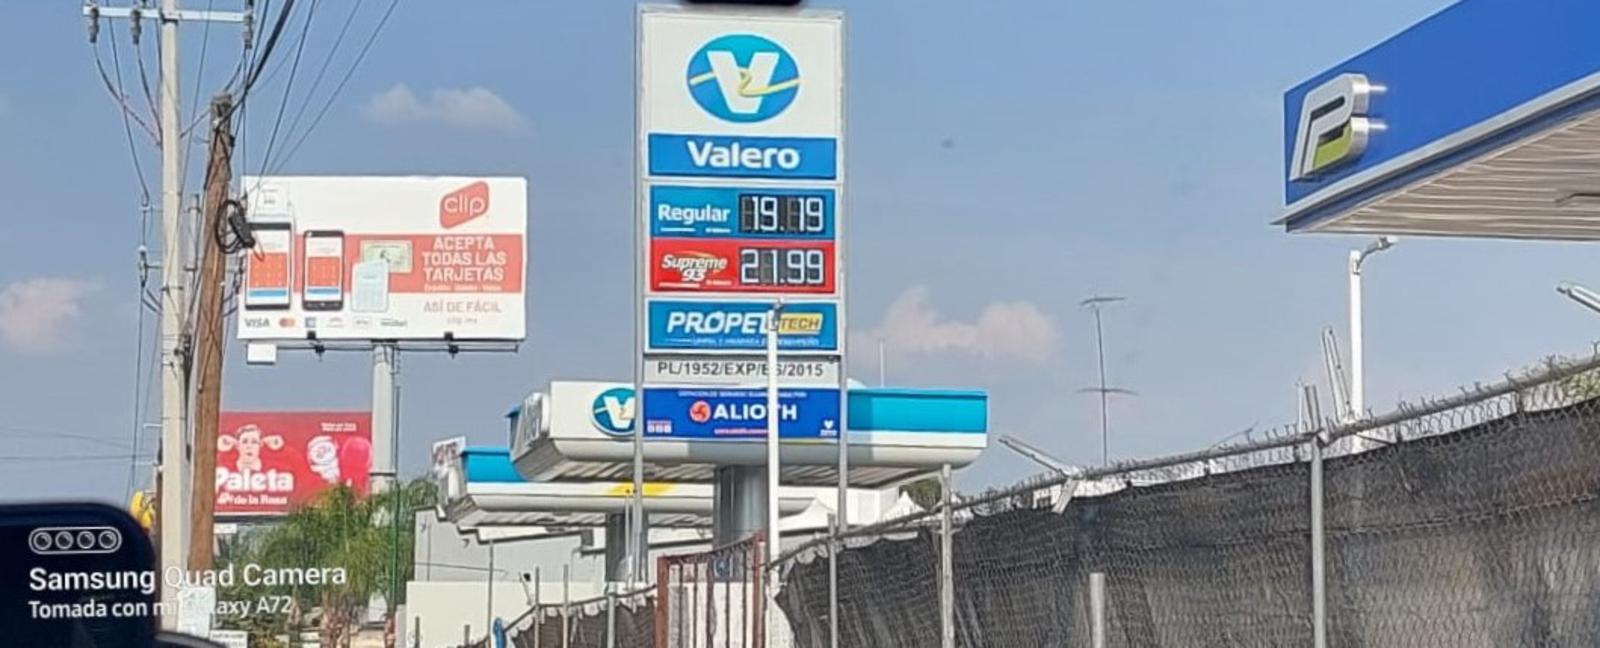 clip
ACEPTA
TODAS LAS
TARJETAS
ASÍ DE FÁCIL
VISA
Paleta
de la Rosa
Valero
Regular 19.19
Supreme 93 21.99
PROPEL TECH
PL/1952/EXP/ES/2015
ALIOTH
Samsung Quad Camera
Tomada con mi Galaxy A72